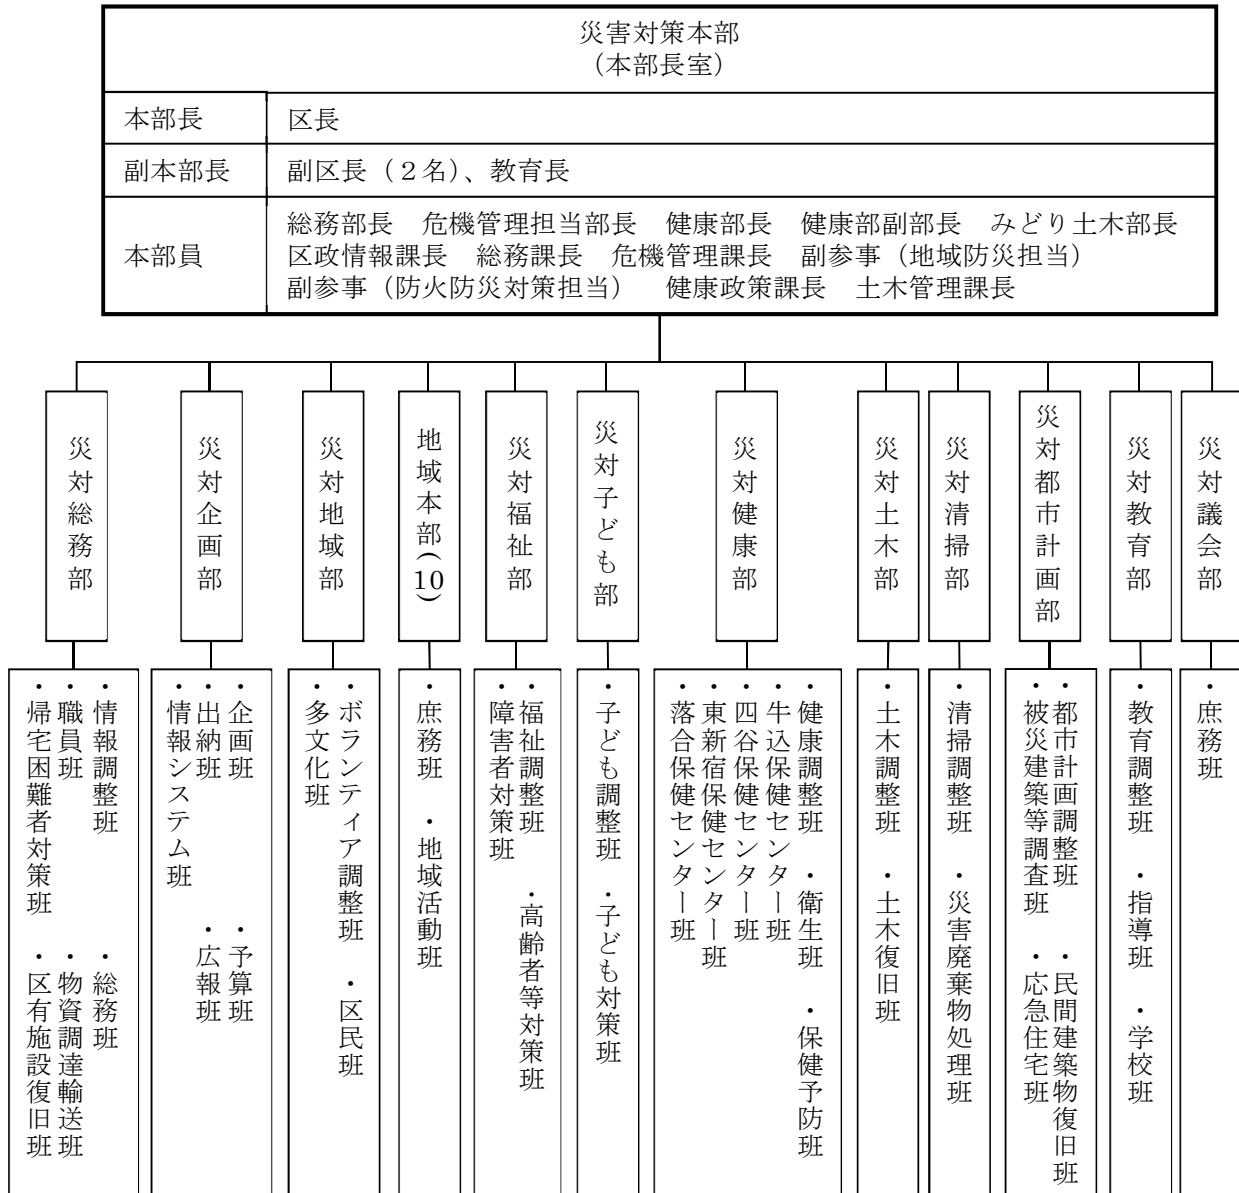 災害対策本部
（本部長室）
本部長 区長
副本部長 副区長（２名）、教育長
本部員
総務部長　危機管理担当部長　健康部長　健康部副部長　みどり土木部長
区政情報課長　総務課長　危機管理課長　副参事（地域防災担当）
副参事（防火防災対策担当）　健康政策課長　土木管理課長
災対総務部
災対企画部
災対地域部
地域本部(10)
災対福祉部
災対子ども部
災対健康部
災対土木部
災対清掃部
災対都市計画部
災対教育部
災対議会部
・情報調整班　・総務班
・職員班　・物資調達輸送班
・帰宅困難者対策班　・区有施設復旧班
・企画班　・予算班
・出納班　・広報班
・情報システム班
・ボランティア調整班　・区民班
・多文化班
・庶務班　・地域活動班
・福祉調整班　・高齢者等対策班
・障害者対策班
・子ども調整班　・子ども対策班
・健康調整班　・衛生班　・保健予防班
・牛込保健センター班
・四谷保健センター班
・東新宿保健センター班
・落合保健センター班
・土木調整班　・土木復旧班
・清掃調整班　・災害廃棄物処理班
・都市計画調整班　・民間建築物復旧班
・被災建築等調査班　・応急住宅班
・教育調整班　・指導班　・学校班
・庶務班